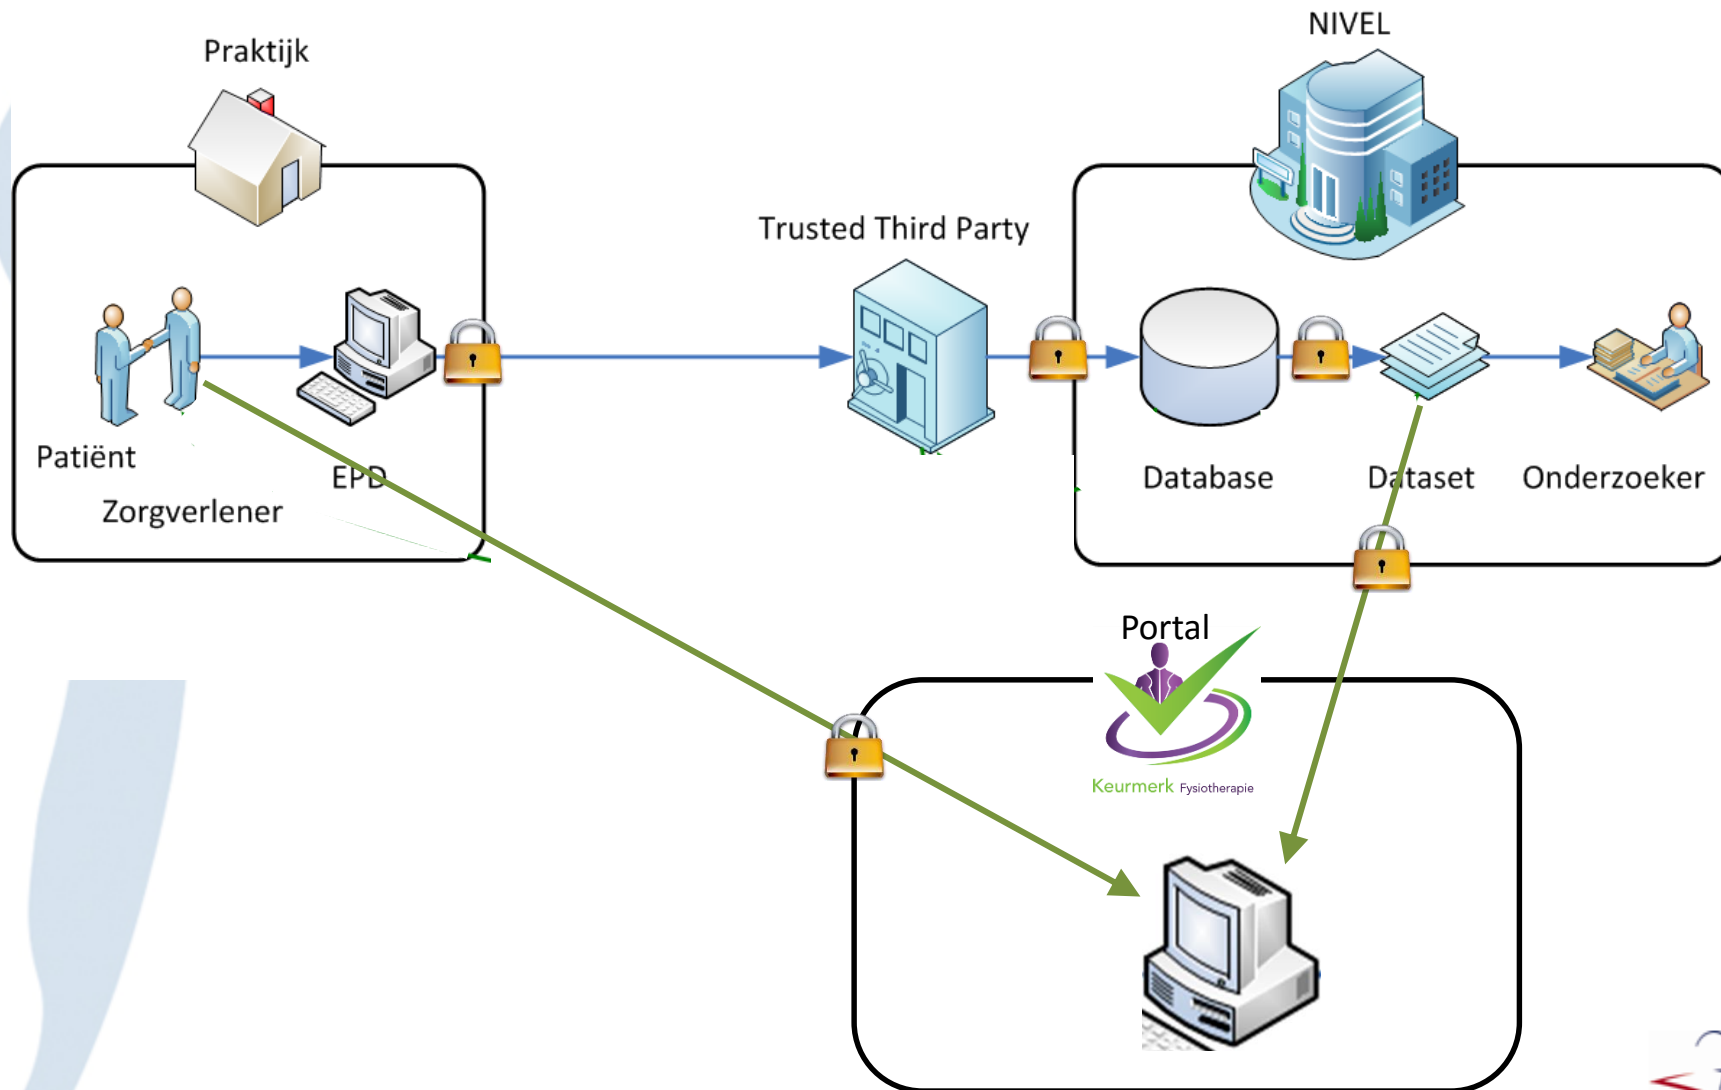 Praktijk
NIVEL
Trusted Third Party
Patiënt
EPD
Zorgverlener
Database
Dataset
Onderzoeker
Portal
Keurmerk Fysiotherapie